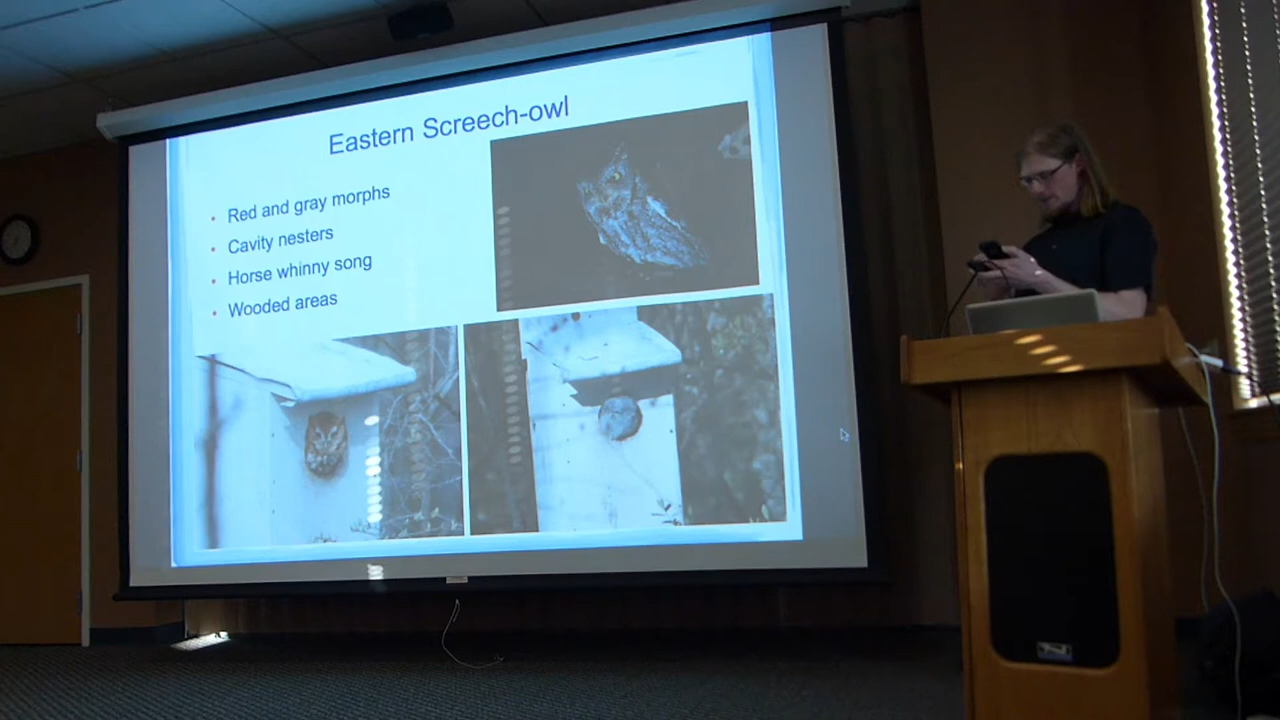 Eastern Screech-owl
Red and gray morphs
Cavity nesters
Horse whinny song
Wooded areas